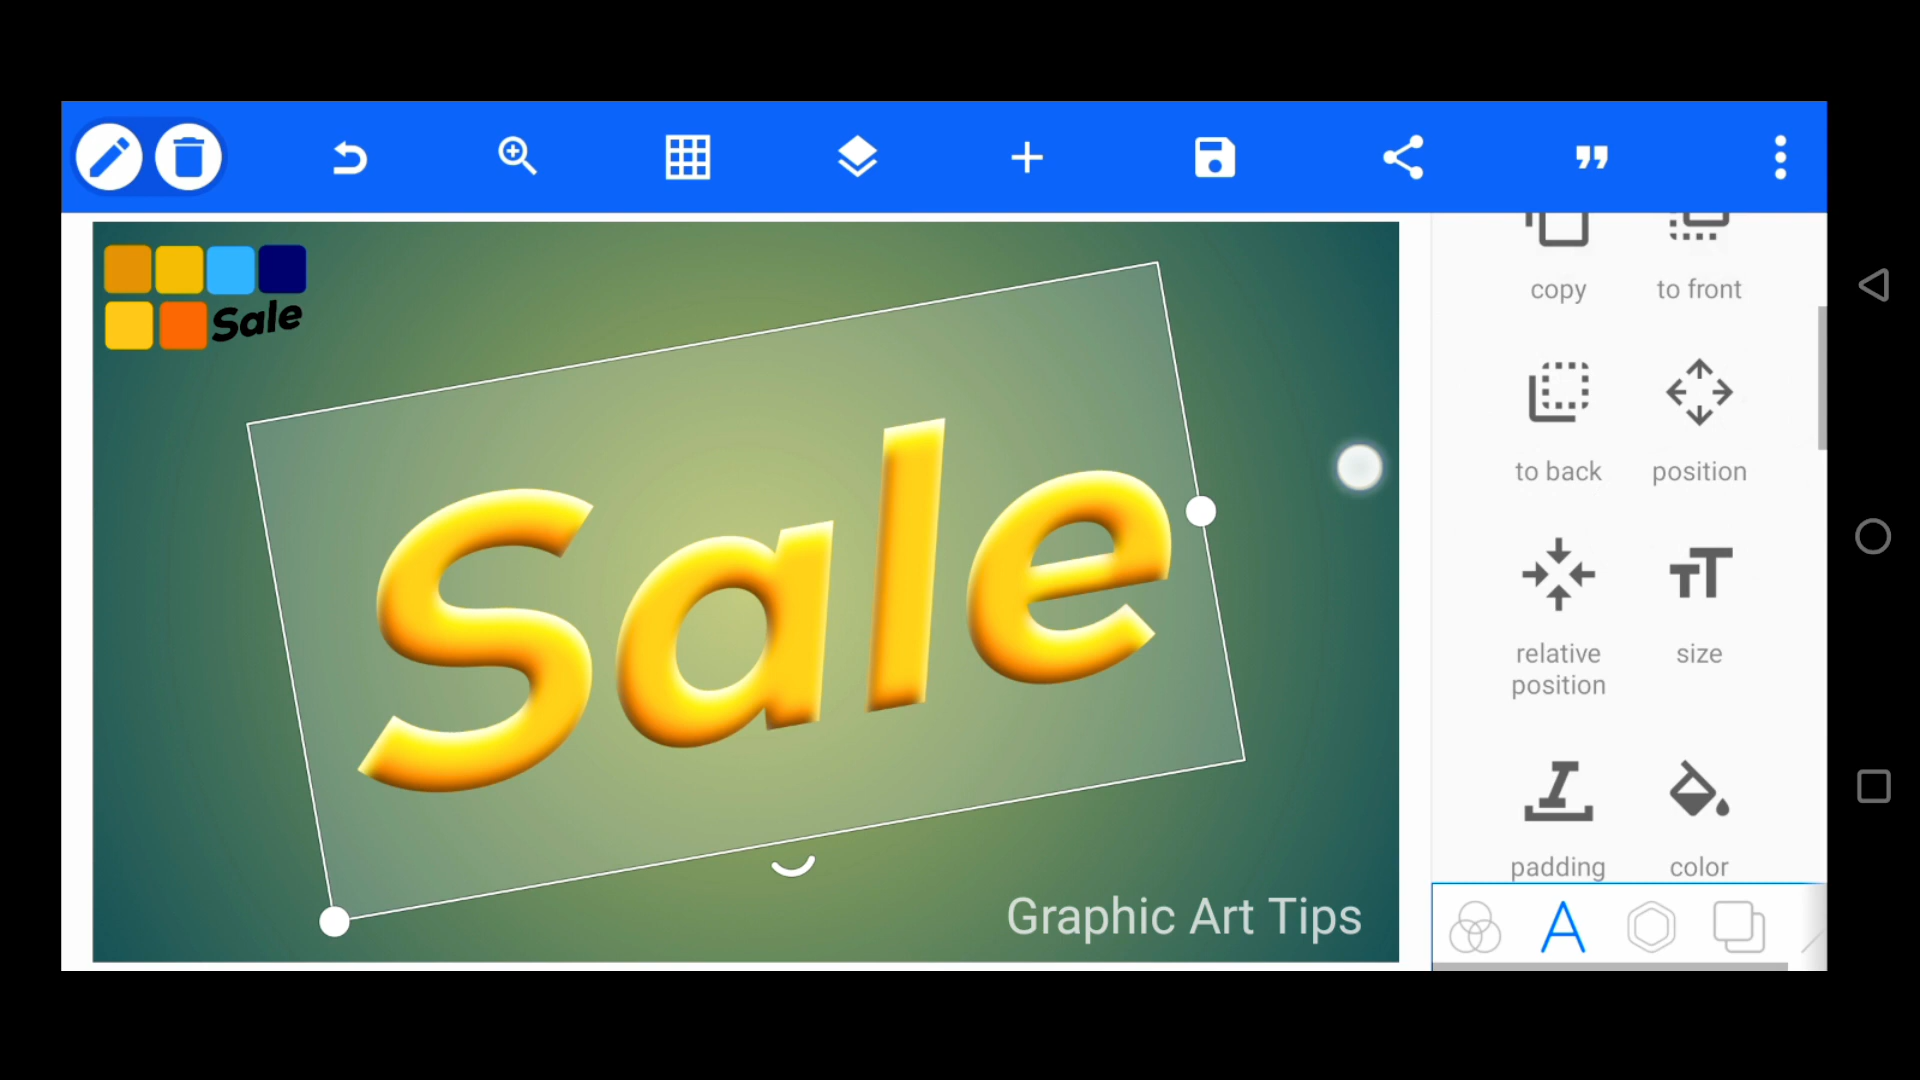 Sale
Sale
Graphic Art Tips
copy
to front
to back
position
relative
position
size
padding
color